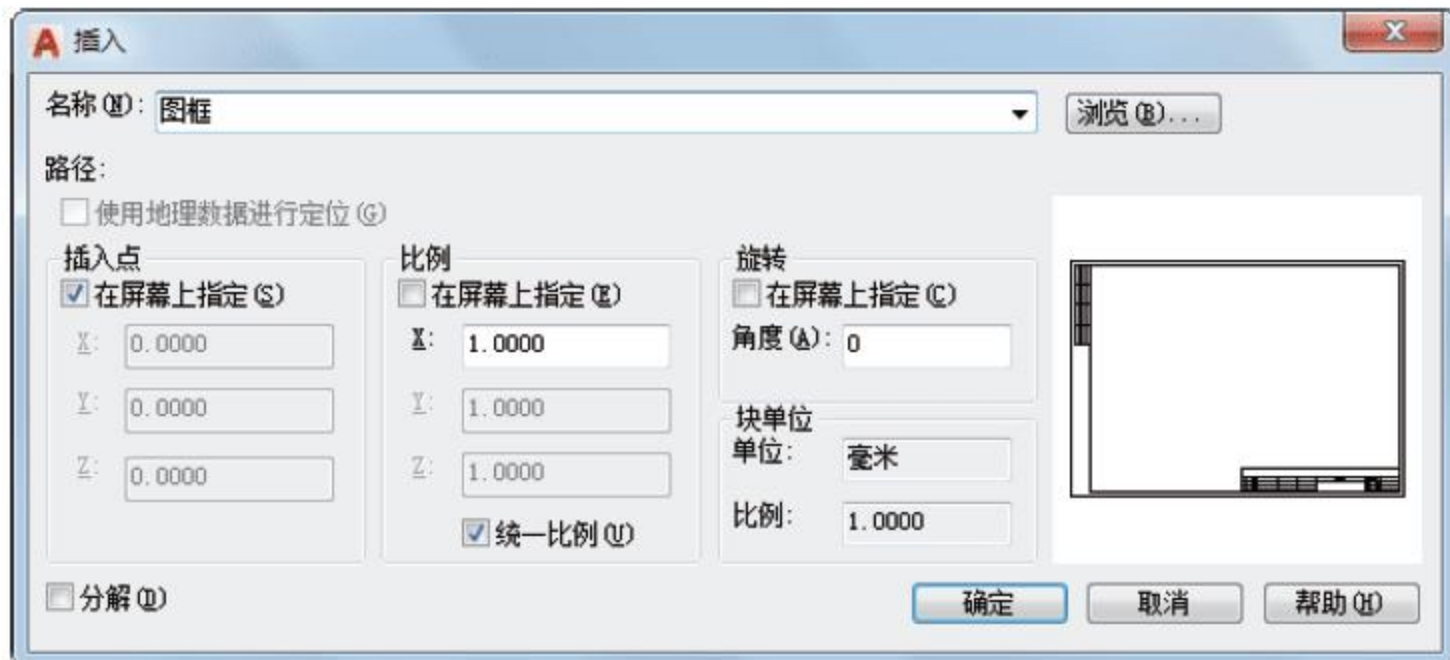 插入
名称(N): 图框 浏览(B)...
路径:
使用地理数据进行定位(G)
插入点 比例 旋转
在屏幕上指定(S) 在屏幕上指定(E) 在屏幕上指定(C)
X: 0.0000 X: 1.0000 角度(A): 0
Y: 0.0000 Y: 1.0000 块单位
Z: 0.0000 Z: 1.0000 单位: 毫米
统一比例(U) 比例: 1.0000
分解(D) 确定 取消 帮助(H)